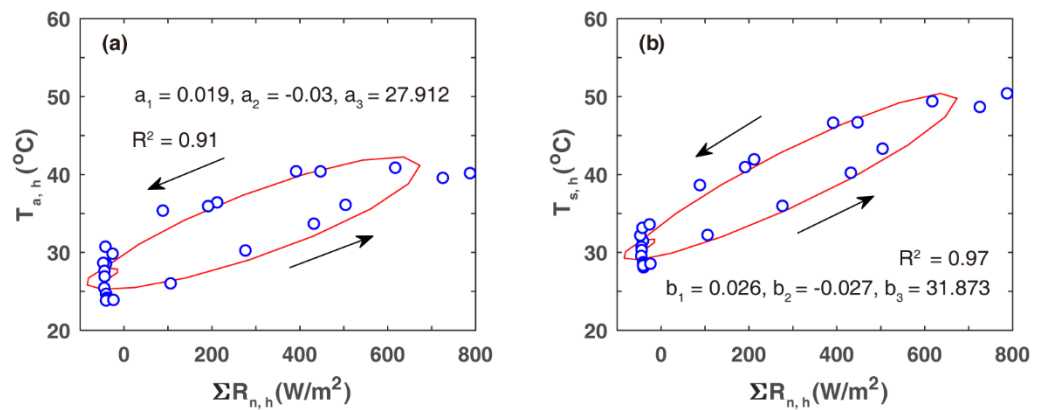 (a)
a₁ = 0.019, a₂ = -0.03, a₃ = 27.912
R² = 0.91
Tₐ, ₕ(°C)
60
50
40
30
20
0
200
400
600
800
ΣRₙ, ₕ(W/m²)
(b)
R² = 0.97
b₁ = 0.026, b₂ = -0.027, b₃ = 31.873
Tₛ, ₕ(°C)
60
50
40
30
20
0
200
400
600
800
ΣRₙ, ₕ(W/m²)